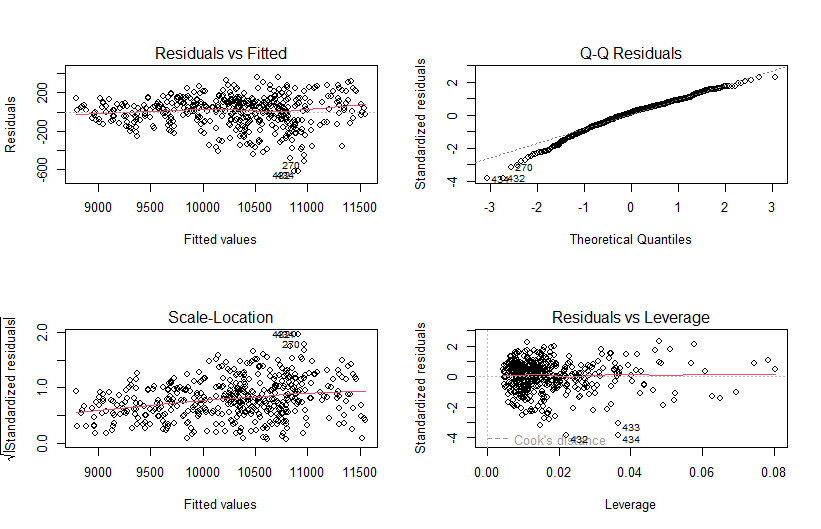 Residuals vs Fitted
Residuals
200
-200
-600
270
434
9000 9500 10000 10500 11000 11500
Fitted values
Q-Q Residuals
Standardized residuals
2
0
-2
-4
270
434 432
-3 -2 -1 0 1 2 3
Theoretical Quantiles
Scale-Location
√|Standardized residuals|
2.0
1.0
0.0
270
9000 9500 10000 10500 11000 11500
Fitted values
Residuals vs Leverage
Standardized residuals
2
0
-2
-4
433
432
434
Cook's distance
0.00 0.02 0.04 0.06 0.08
Leverage